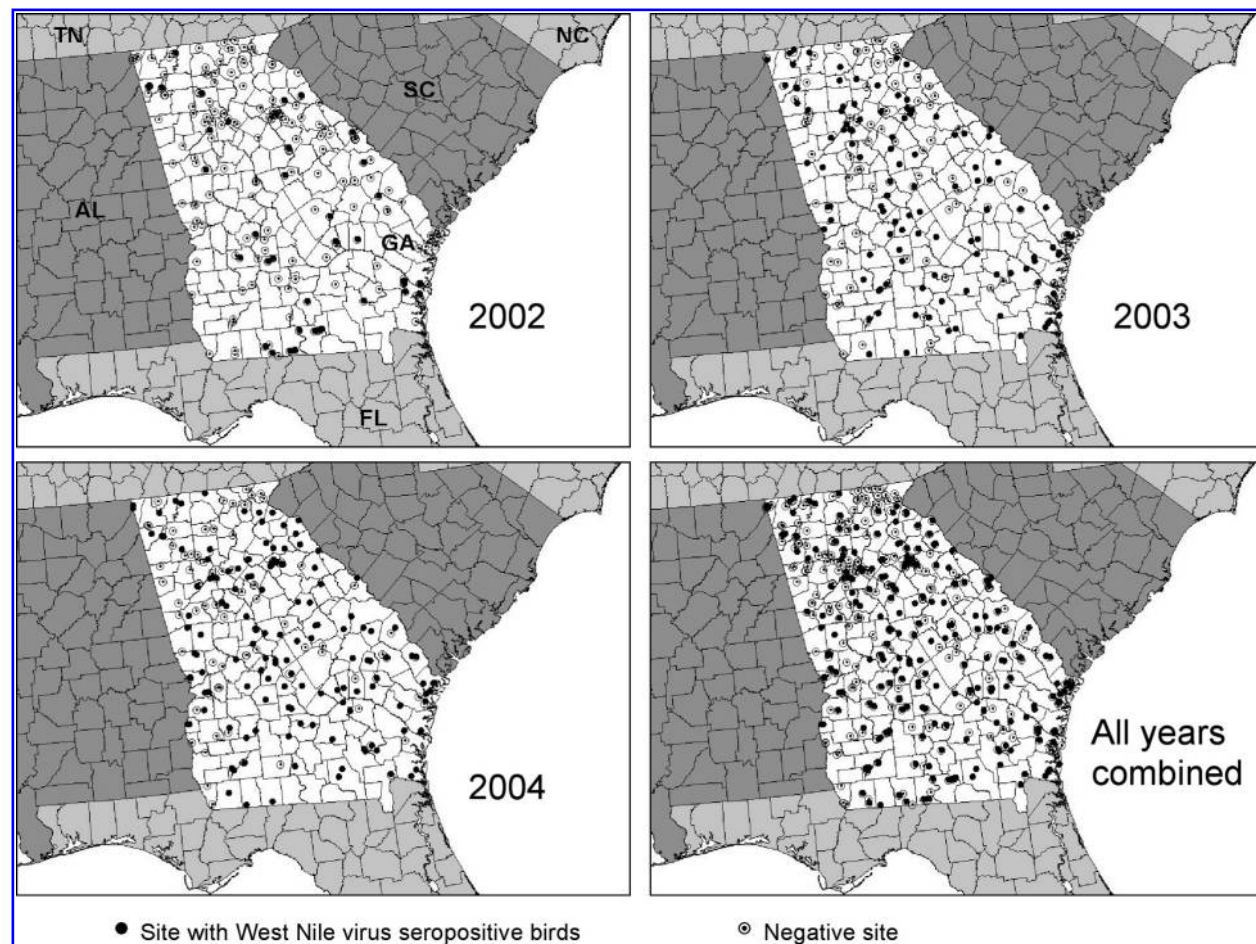 TN
NC
SC
AL
GA
FL
2002
2003
2004
All years
combined
Site with West Nile virus seropositive birds
Negative site